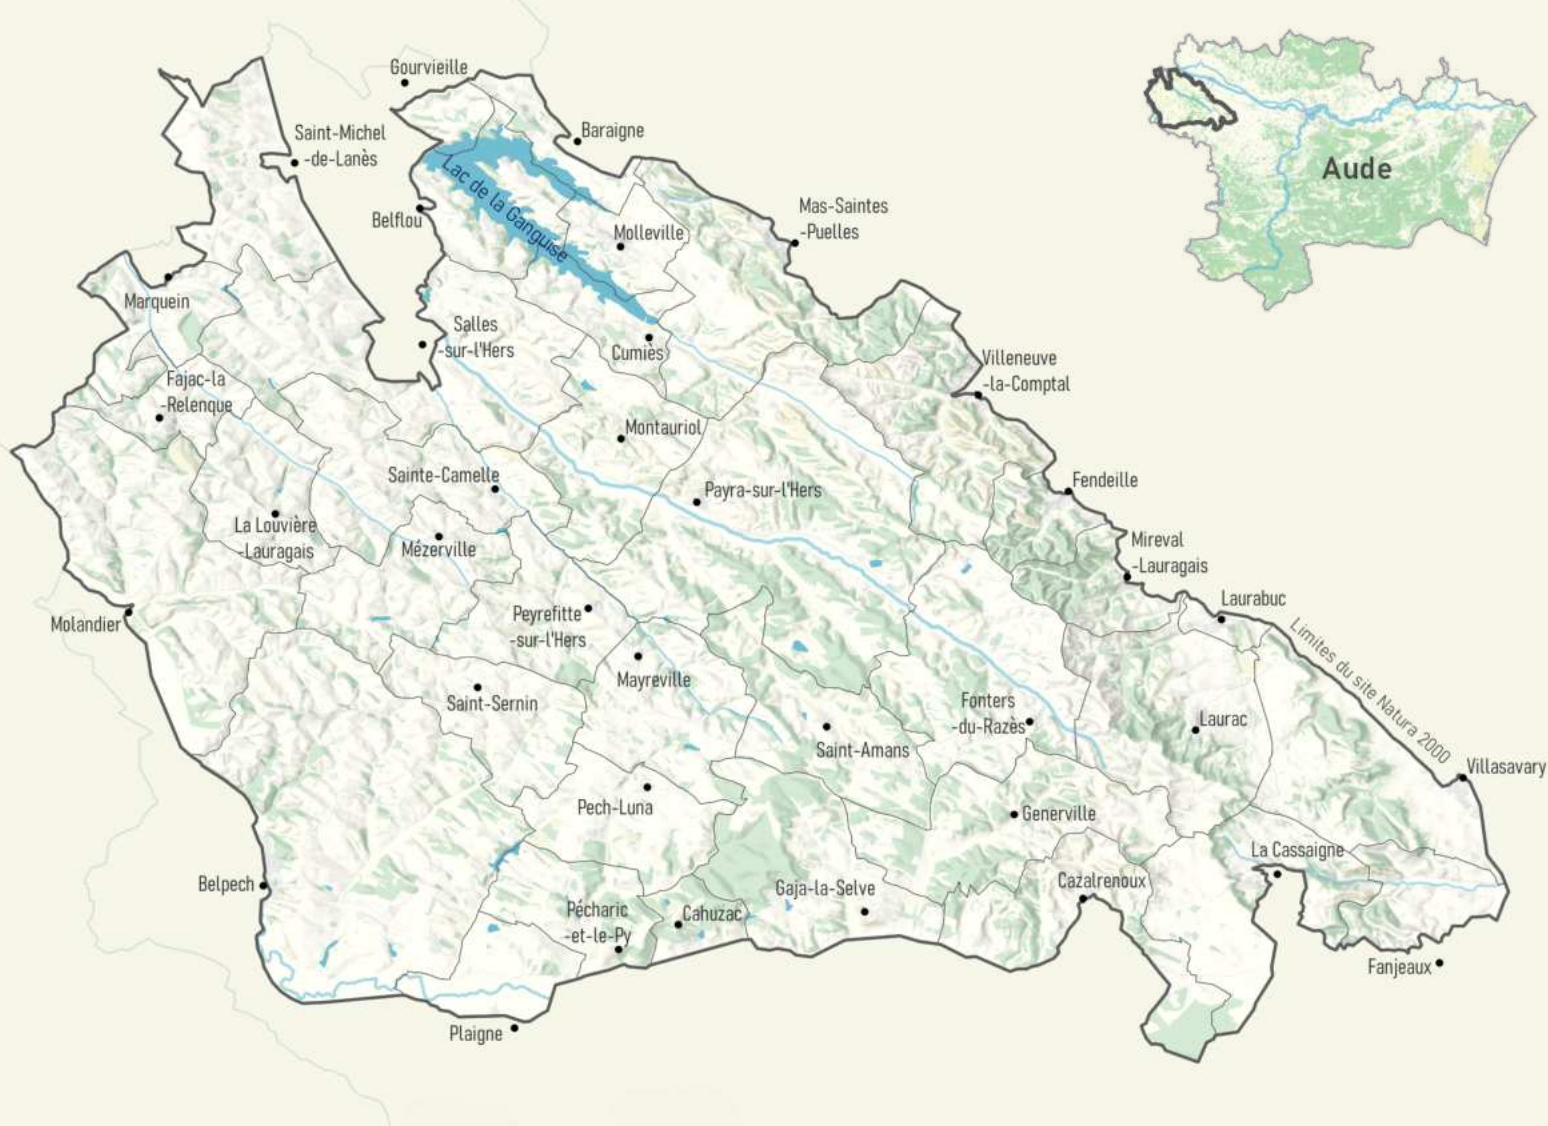 Gourvieille
Baraigne
Saint-Michel
-de-Lanès
Lac de la Ganguise
Aude
Belflou
Mas-Saintes
-Puelles
Molleville
Marquein
Salles
-sur-l'Hers
Cumiès
Villeneuve
-la-Comptal
Fajac-la
-Relenque
Montauriol
Sainte-Camelle
Payra-sur-l'Hers
Fendeille
La Louvière
-Lauragais
Mézerville
Mireval
-Lauragais
Molandier
Peyrefitte
-sur-l'Hers
Laurabuc
Limites du site Natura 2000
Mayreville
Saint-Sernin
Fonters
-du-Razès
Laurac
Saint-Amans
Villasavary
Pech-Luna
Generville
La Cassaigne
Belpech
Gaja-la-Selve
Cazalrenoux
Pécharic
-et-le-Py
Cahuzac
Fanjeaux
Plaigne